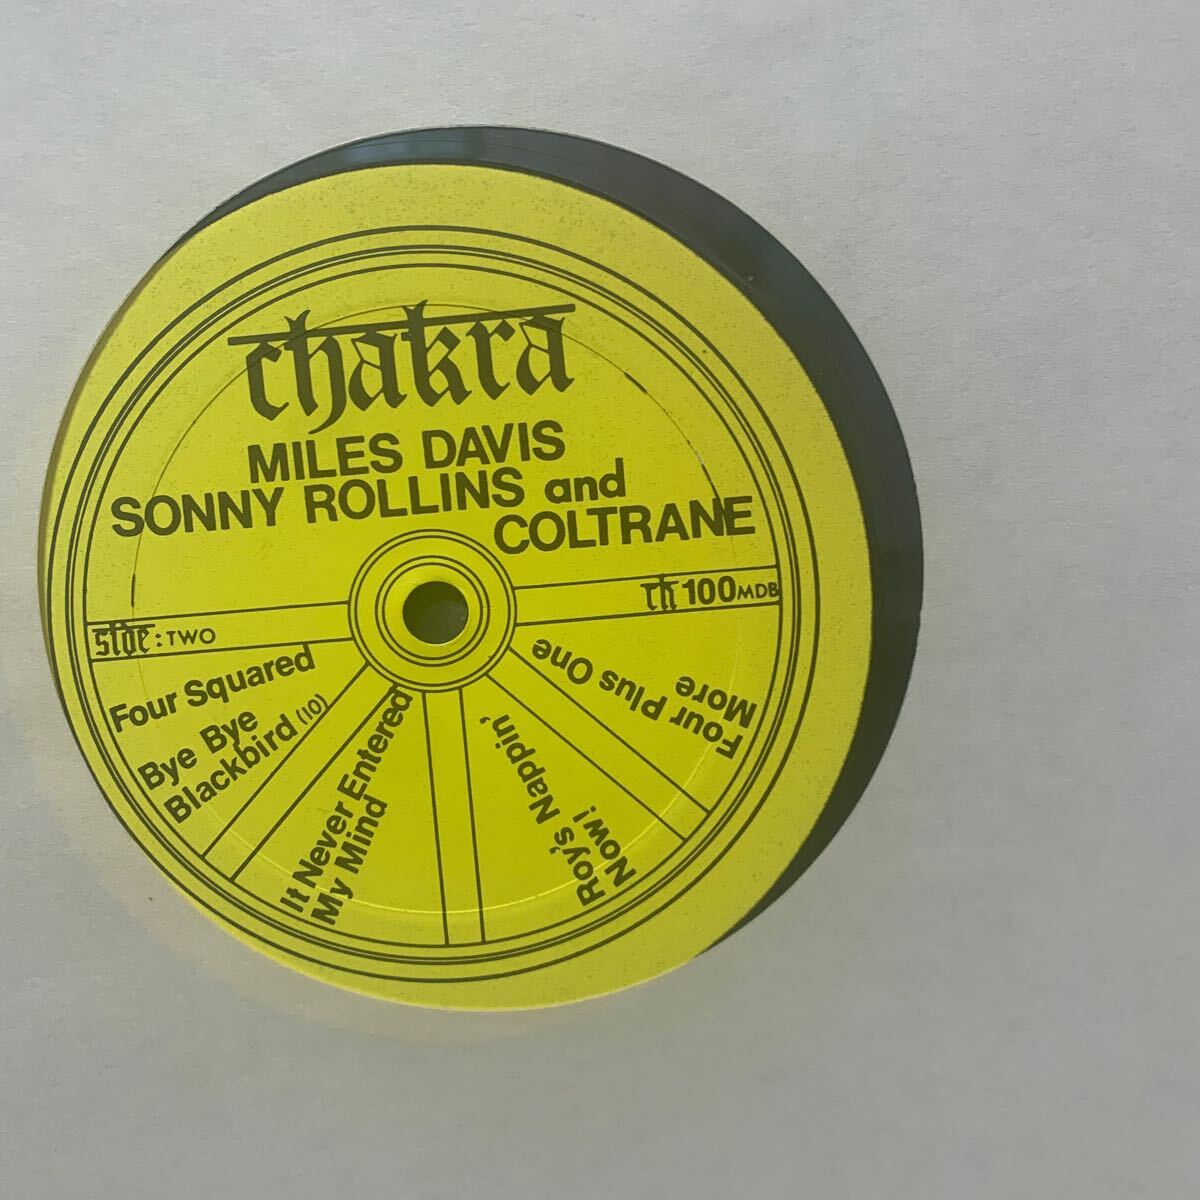 chakra
MILES DAVIS
SONNY ROLLINS and
COLTRANE
side: TWO
ch 100MDB
Four Squared
Bye Bye
Blackbird (10)
It Never Entered
My Mind
Roy's Nappin'
Now!
Four Plus One
More